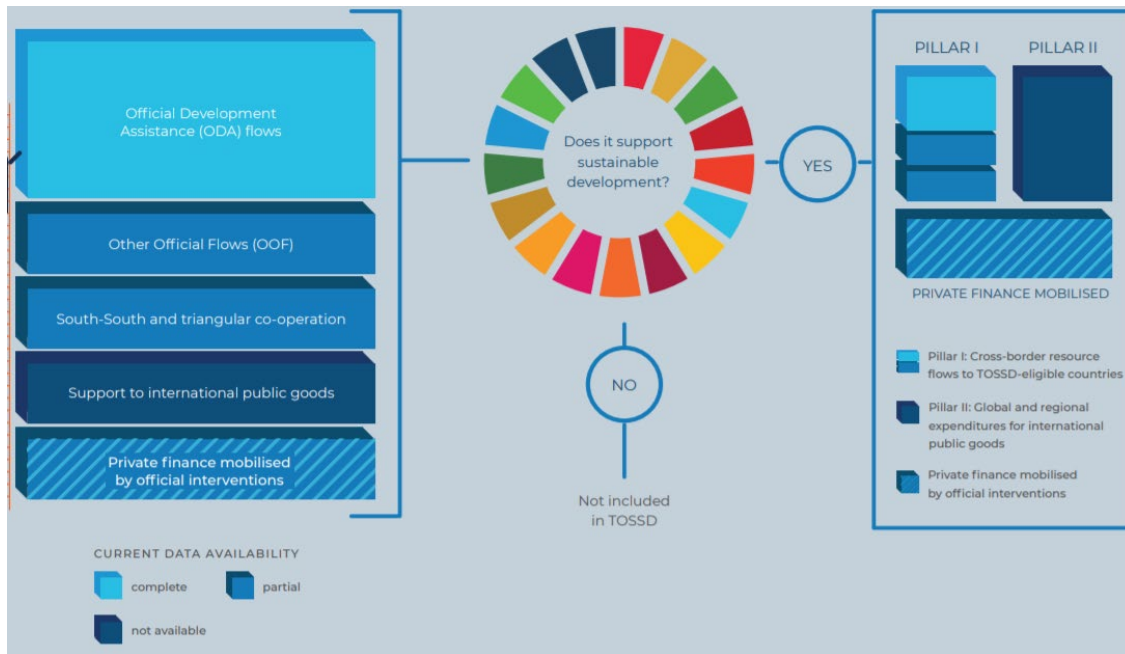 Official Development
Assistance (ODA) flows
Other Official Flows (OOF)
South-South and triangular co-operation
Support to international public goods
Private finance mobilised
by official interventions
CURRENT DATA AVAILABILITY
complete
partial
not available
Does it support
sustainable
development?
YES
NO
Not included
in TOSSD
PILLAR I
PILLAR II
PRIVATE FINANCE MOBILISED
Pillar I: Cross-border resource
flows to TOSSD-eligible countries
Pillar II: Global and regional
expenditures for international
public goods
Private finance mobilised
by official interventions